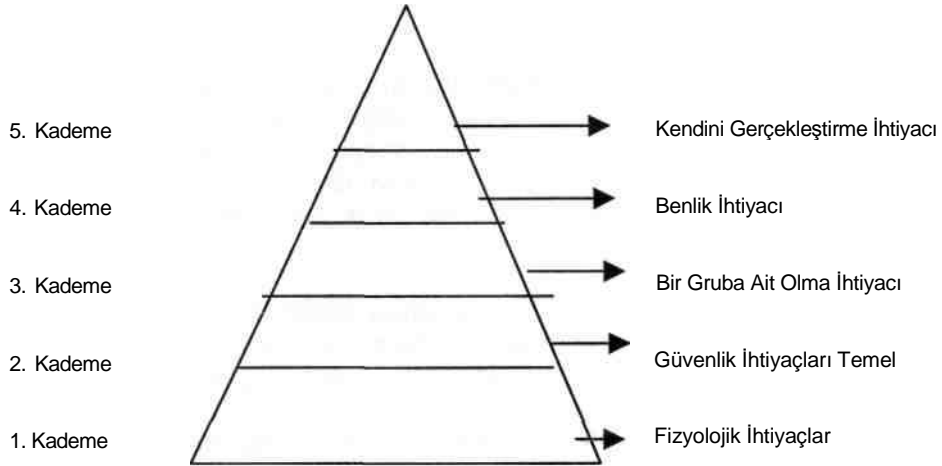 5. Kademe Kendini Gerçekleştirme İhtiyacı
4. Kademe Benlik İhtiyacı
3. Kademe Bir Gruba Ait Olma İhtiyacı
2. Kademe Güvenlik İhtiyaçları Temel
1. Kademe Fizyolojik İhtiyaçlar